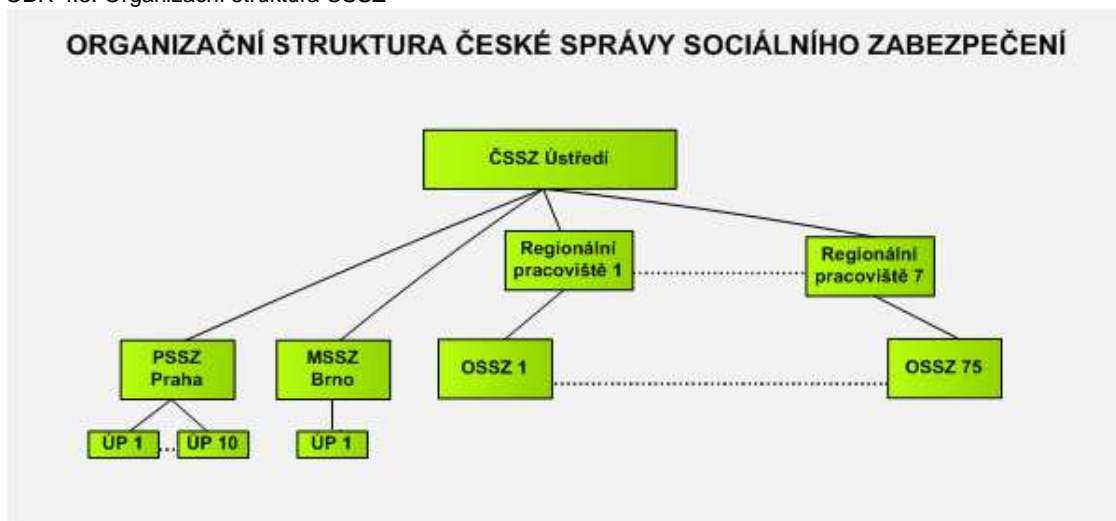 ORGANIZAČNÍ STRUKTURA ČESKÉ SPRÁVY SOCIÁLNÍHO ZABEZPEČENÍ
ČSSZ Ústředí
Regionální
pracoviště 1
Regionální
pracoviště 7
PSSZ
Praha
MSSZ
Brno
OSSZ 1
OSSZ 75
ÚP 1
ÚP 10
ÚP 1